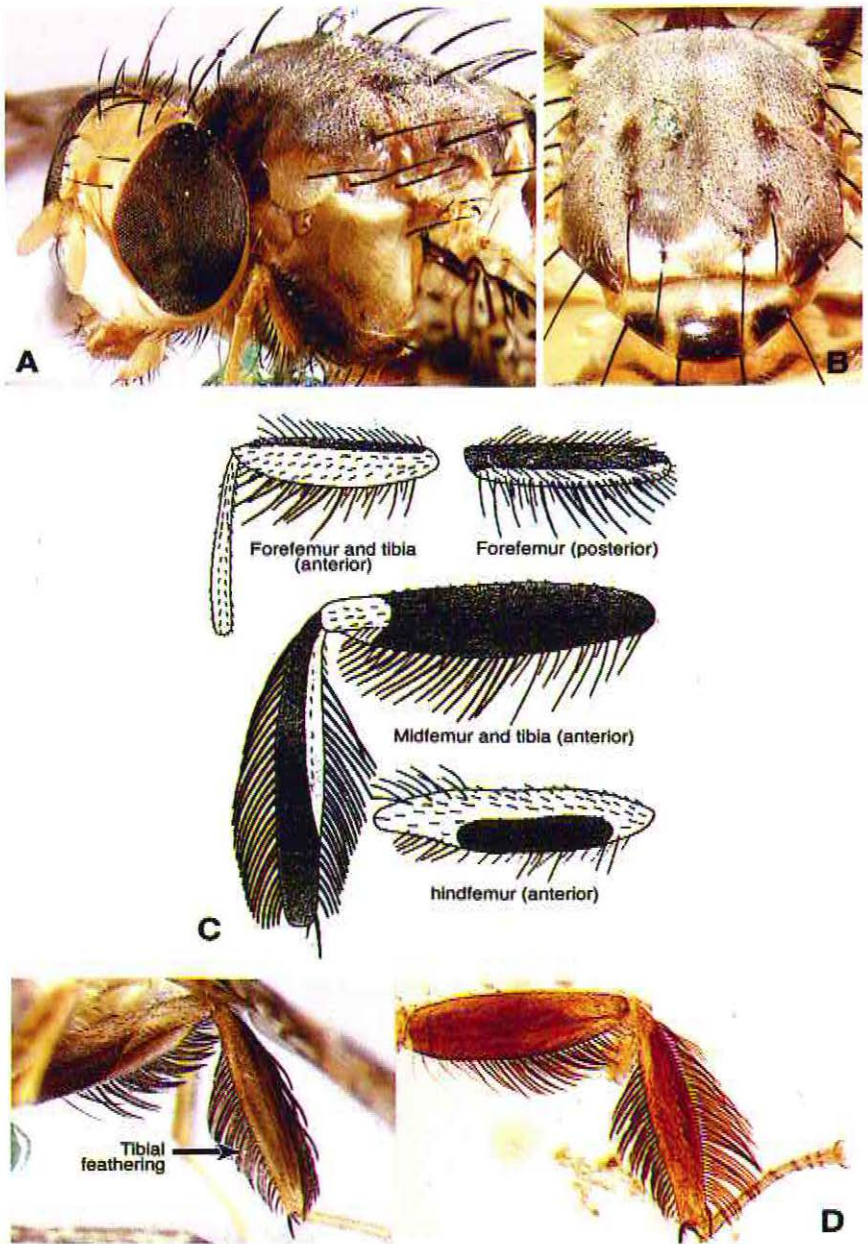 A
B
Forefemur and tibia
(anterior)
Forefemur (posterior)
Midfemur and tibia (anterior)
hindfemur (anterior)
C
Tibial
feathering
D